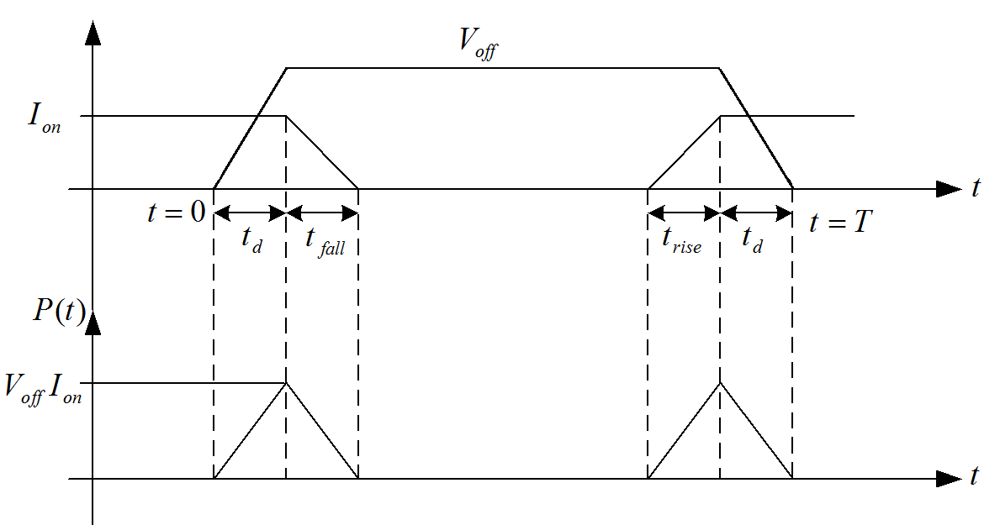 V_off
I_on
t
t = 0
t_d
t_fall
t_rise
t_d
t = T
P(t)
V_off I_on
t